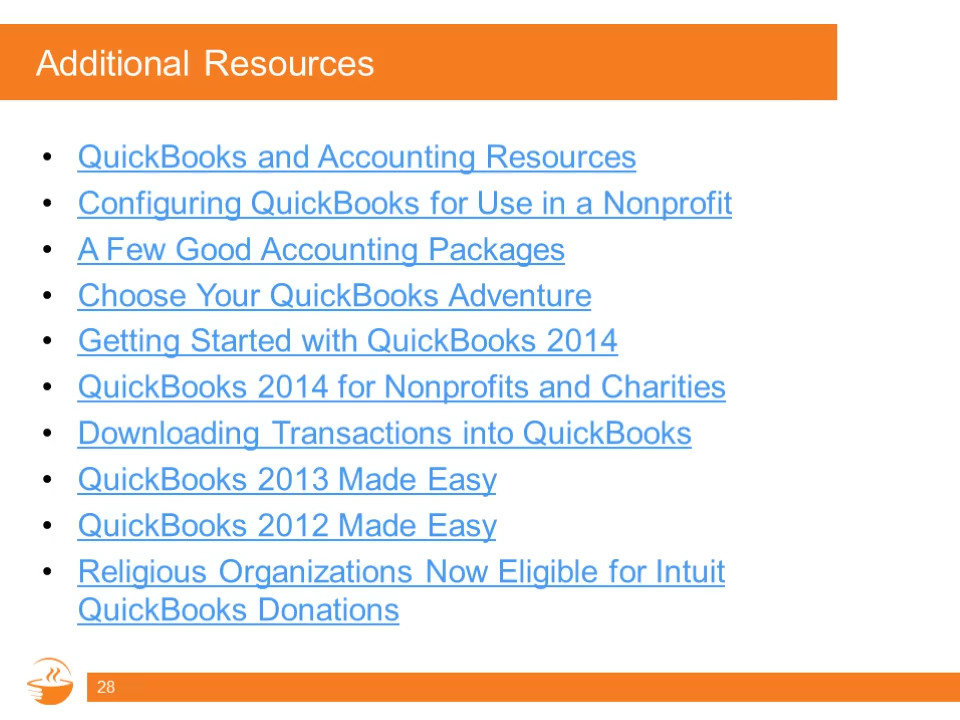 Additional Resources
• QuickBooks and Accounting Resources
• Configuring QuickBooks for Use in a Nonprofit
• A Few Good Accounting Packages
• Choose Your QuickBooks Adventure
• Getting Started with QuickBooks 2014
• QuickBooks 2014 for Nonprofits and Charities
• Downloading Transactions into QuickBooks
• QuickBooks 2013 Made Easy
• QuickBooks 2012 Made Easy
• Religious Organizations Now Eligible for Intuit
QuickBooks Donations
28